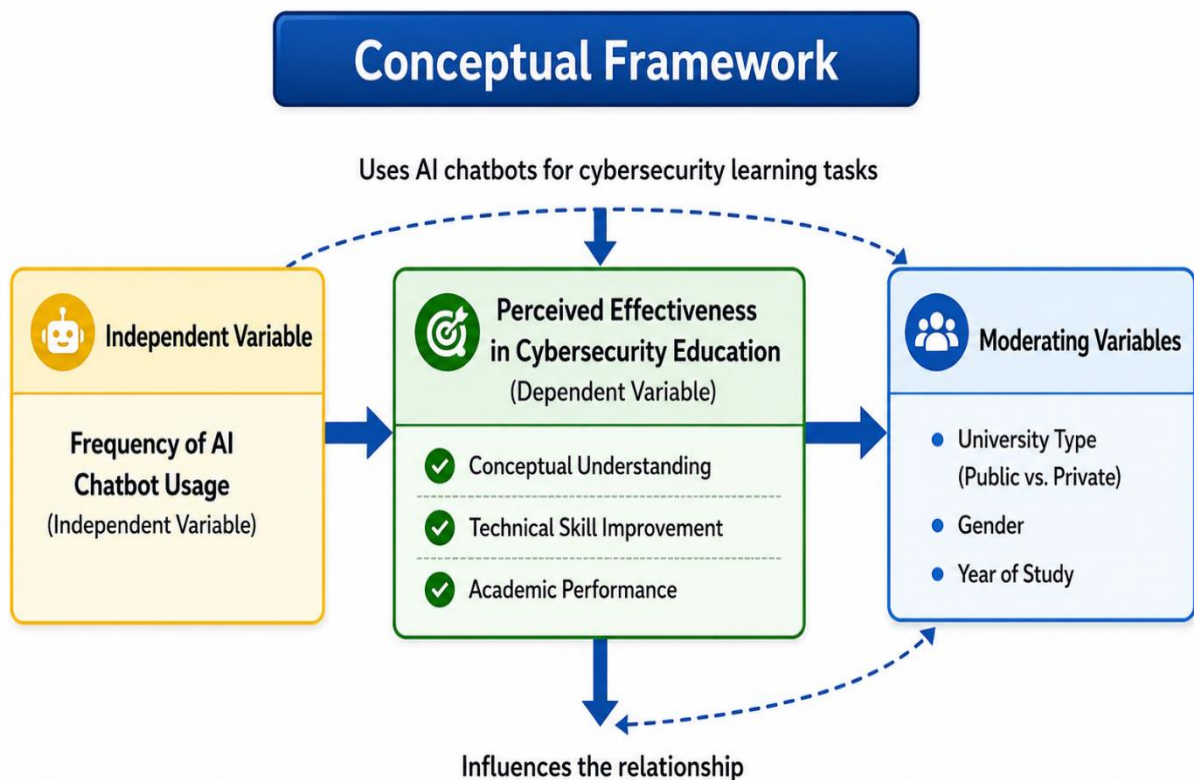 Conceptual Framework
Uses AI chatbots for cybersecurity learning tasks
Independent Variable
Frequency of AI
Chatbot Usage
(Independent Variable)
Perceived Effectiveness
in Cybersecurity Education
(Dependent Variable)
Conceptual Understanding
Technical Skill Improvement
Academic Performance
Moderating Variables
University Type
(Public vs. Private)
Gender
Year of Study
Influences the relationship